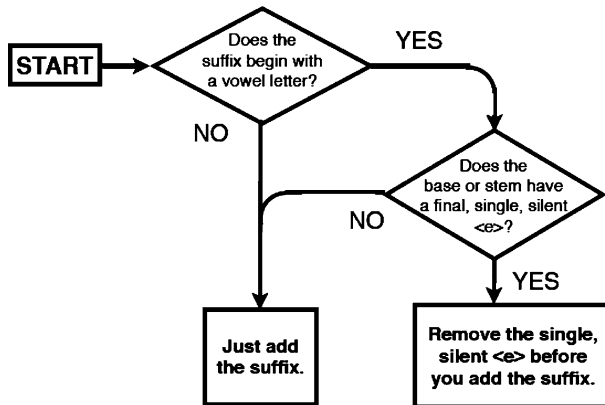 START
Does the
suffix begin with
a vowel letter?
YES
NO
Does the
base or stem have
a final, single, silent
<e>?
NO
YES
Just add
the suffix.
Remove the single,
silent <e> before
you add the suffix.